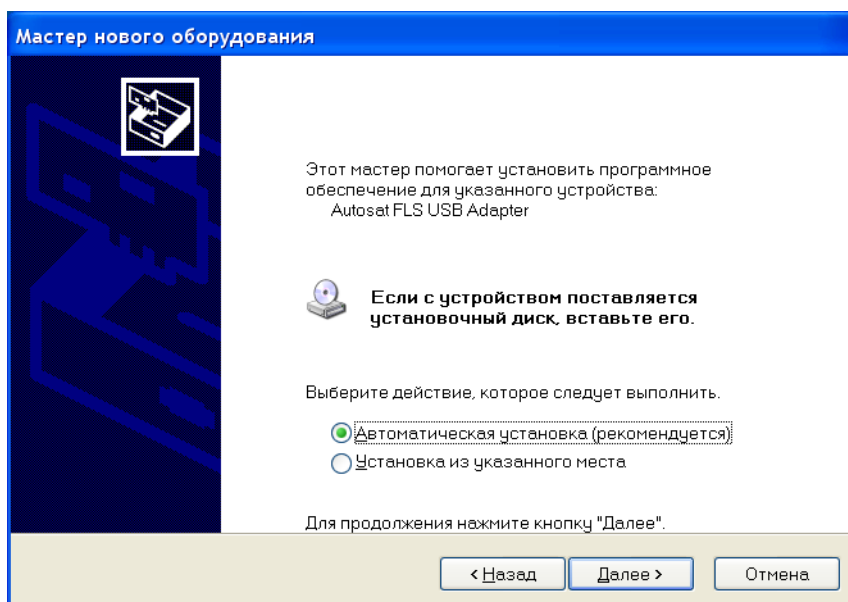 Мастер нового оборудования
Этот мастер помогает установить программное
обеспечение для указанного устройства:
Autosat FLS USB Adapter
Если с устройством поставляется
установочный диск, вставьте его.
Выберите действие, которое следует выполнить.
Автоматическая установка (рекомендуется)
Установка из указанного места
Для продолжения нажмите кнопку "Далее".
< Назад
Далее >
Отмена